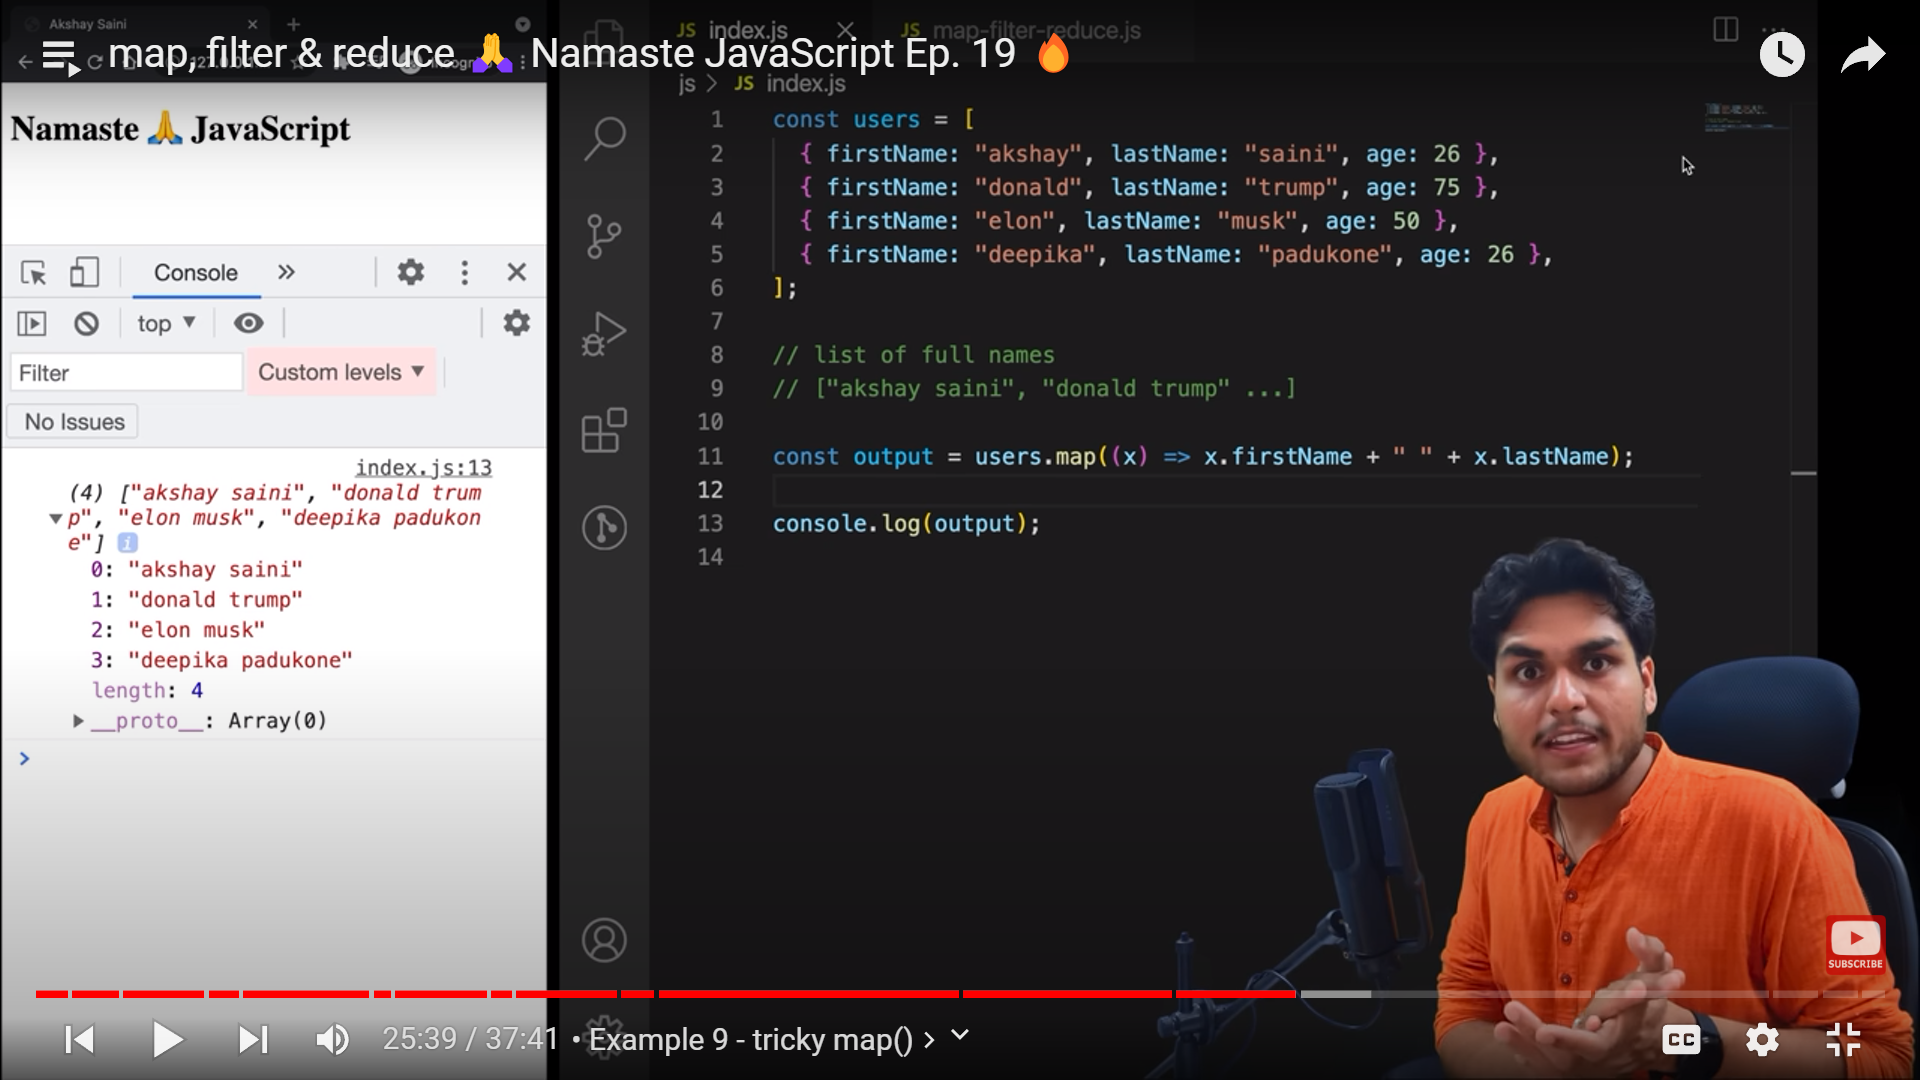 Akshay Saini
map, filter & reduce 🙏 Namaste JavaScript Ep. 19 🔥
JS index.js
JS map-filter-reduce.js
js > JS index.js
Namaste 🙏 JavaScript
Console
top
Filter
Custom levels
No Issues
index.js:13
(4) ["akshay saini", "donald trum
p", "elon musk", "deepika padukon
e"] i
0: "akshay saini"
1: "donald trump"
2: "elon musk"
3: "deepika padukone"
length: 4
__proto__: Array(0)
1 const users = [
2 { firstName: "akshay", lastName: "saini", age: 26 },
3 { firstName: "donald", lastName: "trump", age: 75 },
4 { firstName: "elon", lastName: "musk", age: 50 },
5 { firstName: "deepika", lastName: "padukone", age: 26 },
6 ];
7
8 // list of full names
9 // ["akshay saini", "donald trump" ...]
10
11 const output = users.map((x) => x.firstName + " " + x.lastName);
12
13 console.log(output);
14
SUBSCRIBE
25:39 / 37:41 • Example 9 - tricky map() >
CC